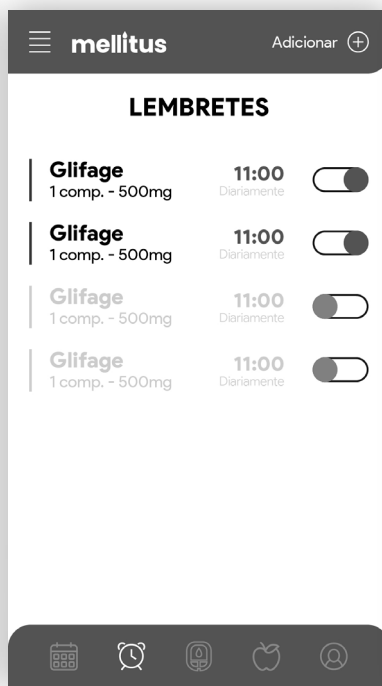 mellitus
Adicionar
LEMBRETES
Glifage 11:00
1 comp. - 500mg Diariamente
Glifage 11:00
1 comp. - 500mg Diariamente
Glifage 11:00
1 comp. - 500mg Diariamente
Glifage 11:00
1 comp. - 500mg Diariamente